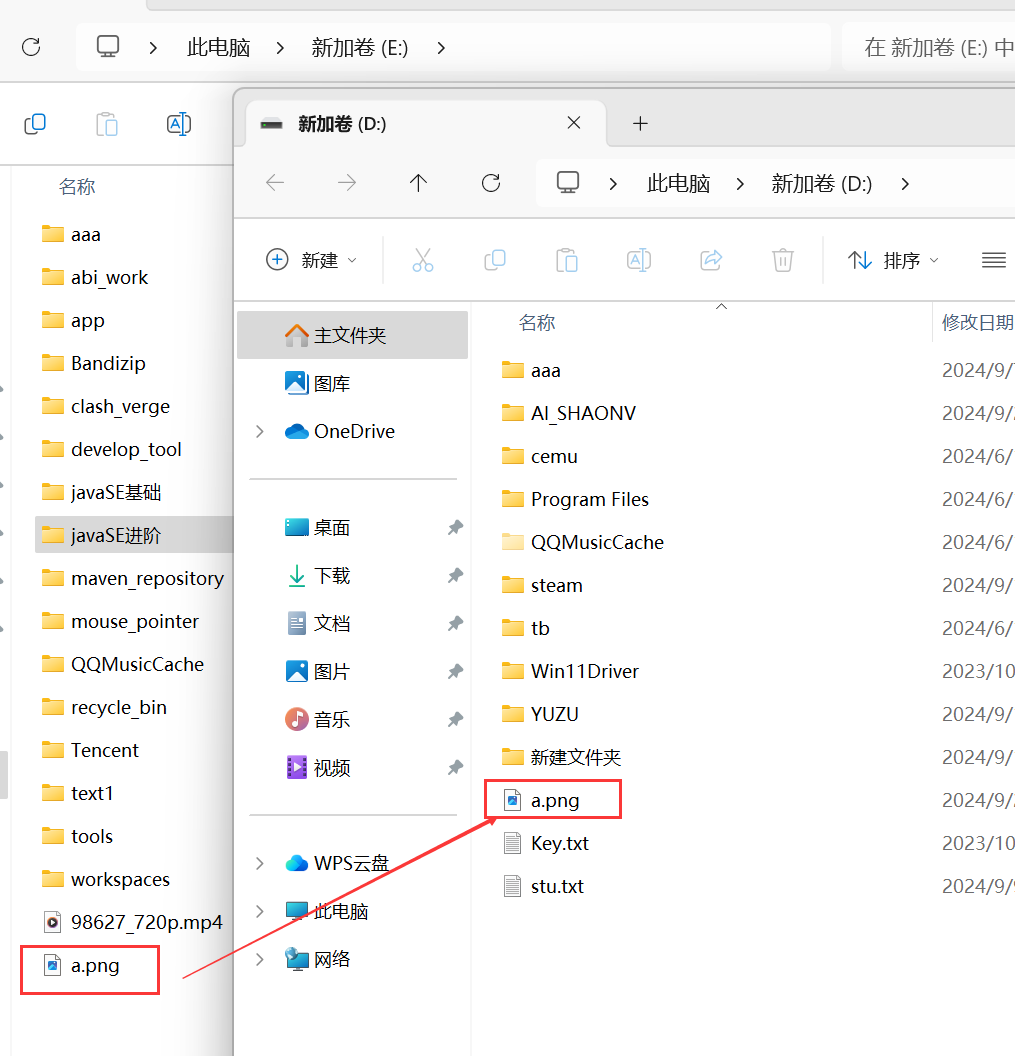 此电脑 新加卷 (E:) 在 新加卷 (E:) 中
名称
aaa
abi_work
app
Bandizip
clash_verge
develop_tool
javaSE基础
javaSE进阶
maven_repository
mouse_pointer
QQMusicCache
recycle_bin
Tencent
text1
tools
workspaces
98627_720p.mp4
a.png
新加卷 (D:)
此电脑 新加卷 (D:)
新建 排序
主文件夹
图库
OneDrive
桌面
下载
文档
图片
音乐
视频
WPS云盘
此电脑
网络
名称 修改日期
aaa 2024/9/
AI_SHAONV 2024/9/
cemu 2024/6/
Program Files 2024/6/
QQMusicCache 2024/6/
steam 2024/9/
tb 2024/6/
Win11Driver 2023/10
YUZU 2024/9/
新建文件夹 2024/9/
a.png 2024/9/
Key.txt 2023/10
stu.txt 2024/9/